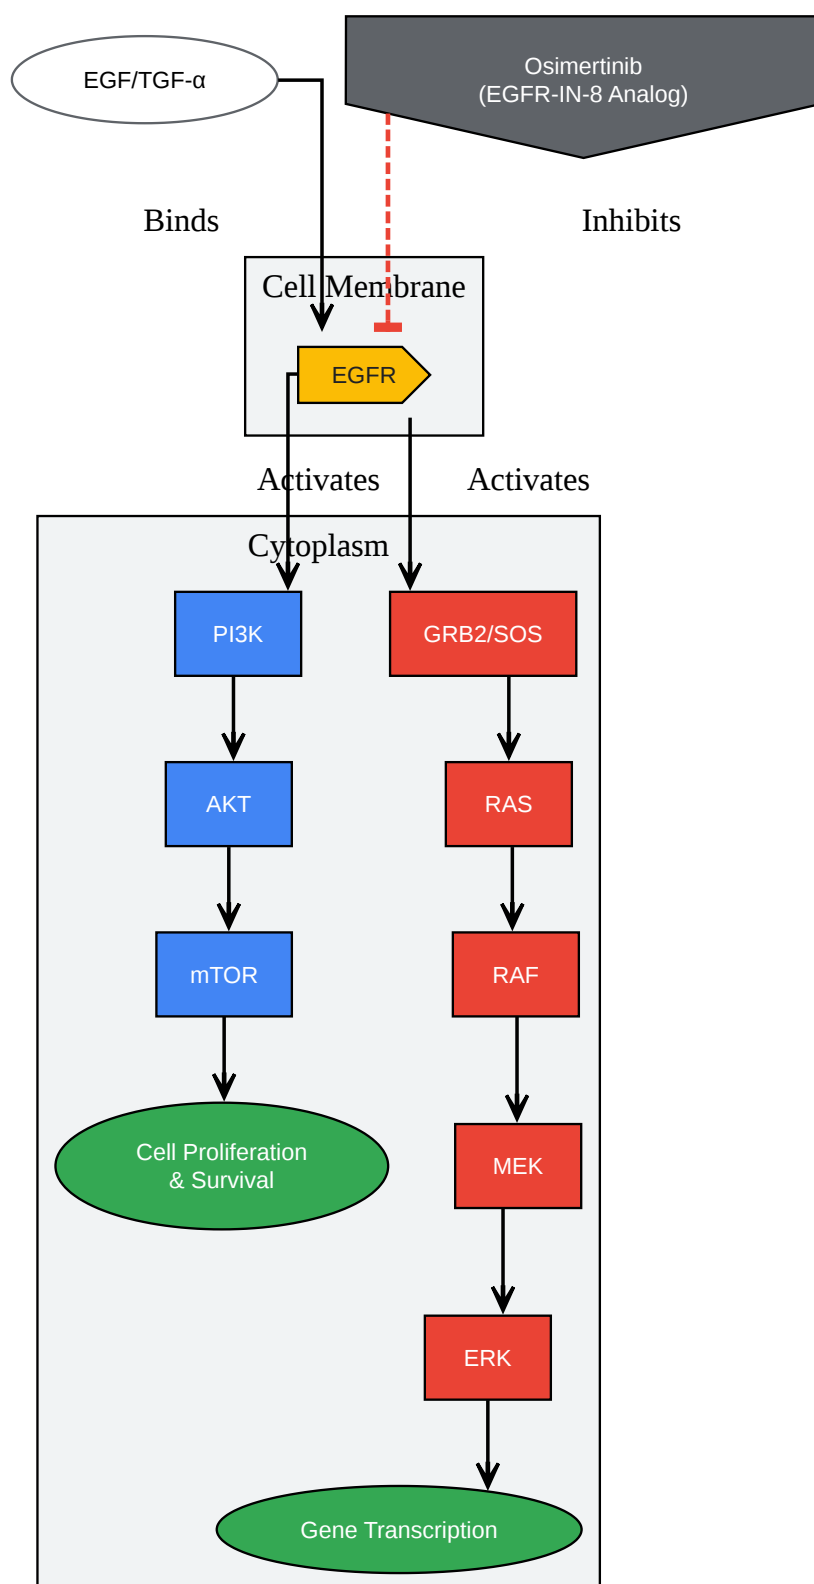 EGF/TGF-α
Osimertinib
(EGFR-IN-8 Analog)
Binds
Inhibits
Cell Membrane
EGFR
Activates
Activates
Cytoplasm
PI3K
GRB2/SOS
AKT
RAS
mTOR
RAF
Cell Proliferation
& Survival
MEK
ERK
Gene Transcription